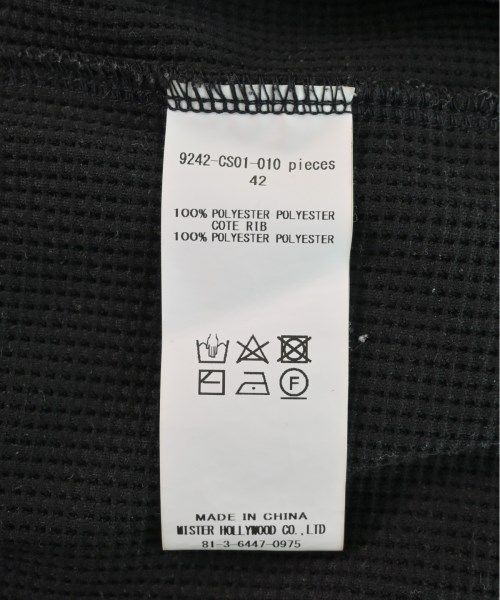 9242-CS01-010 pieces
42
100% POLYESTER POLYESTER
COTE RIB
100% POLYESTER POLYESTER
F
MADE IN CHINA
MISTER HOLLYWOOD CO.,LTD
81-3-6447-0975